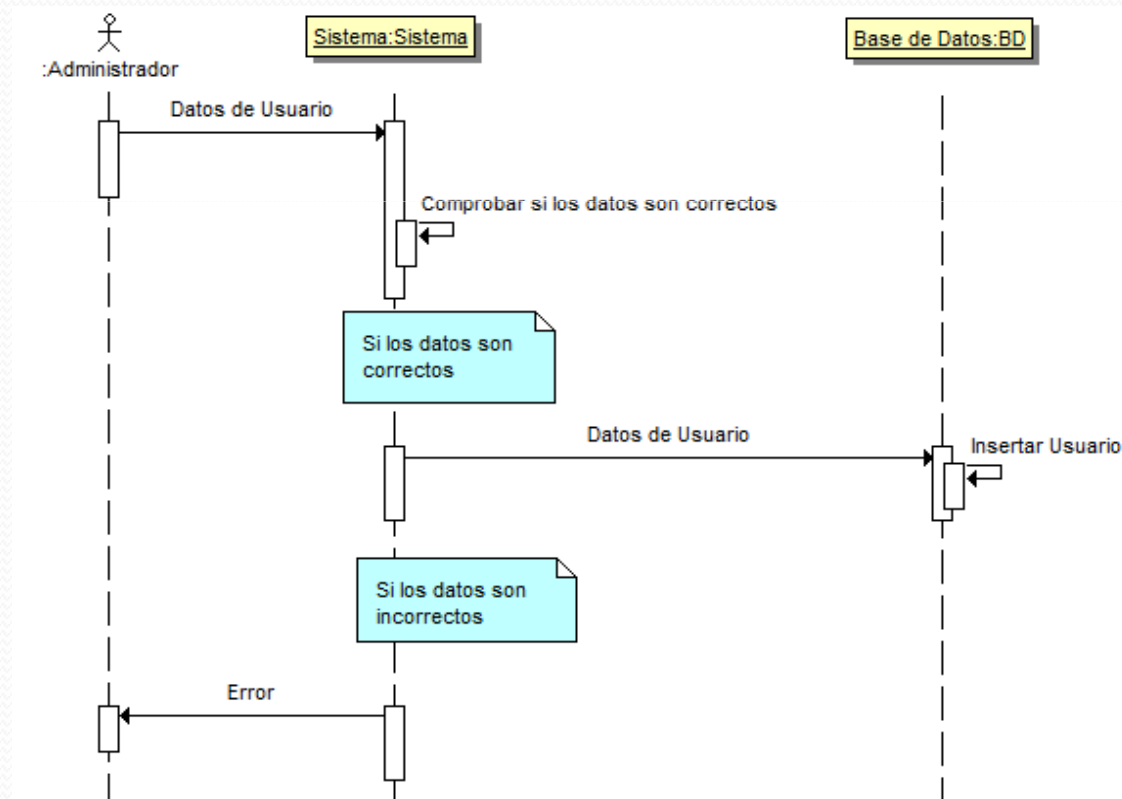 Sistema:Sistema
Base de Datos:BD
:Administrador
Datos de Usuario
Comprobar si los datos son correctos
Si los datos son
correctos
Datos de Usuario
Insertar Usuario
Si los datos son
incorrectos
Error